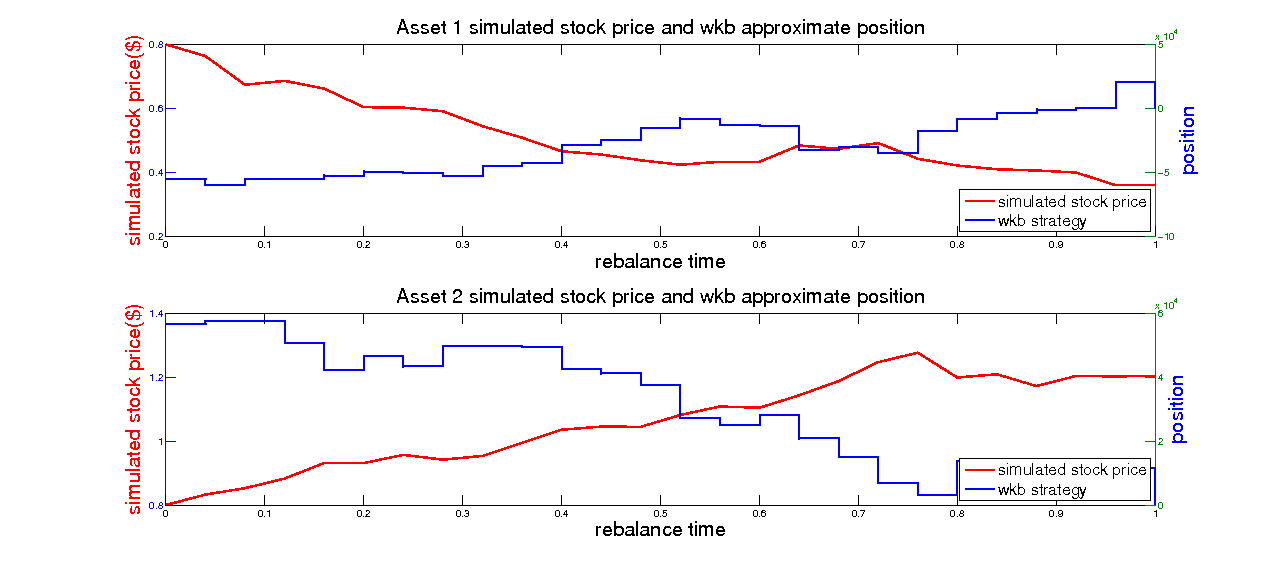 Asset 1 simulated stock price and wkb approximate position
x 10^4
simulated stock price($)
0.8
0.6
0.4
0.2
5
0
-5
-10
position
simulated stock price
wkb strategy
0 0.1 0.2 0.3 0.4 0.5 0.6 0.7 0.8 0.9 1
rebalance time
Asset 2 simulated stock price and wkb approximate position
x 10^4
simulated stock price($)
1.4
1.2
1
0.8
6
4
2
0
position
simulated stock price
wkb strategy
0 0.1 0.2 0.3 0.4 0.5 0.6 0.7 0.8 0.9 1
rebalance time